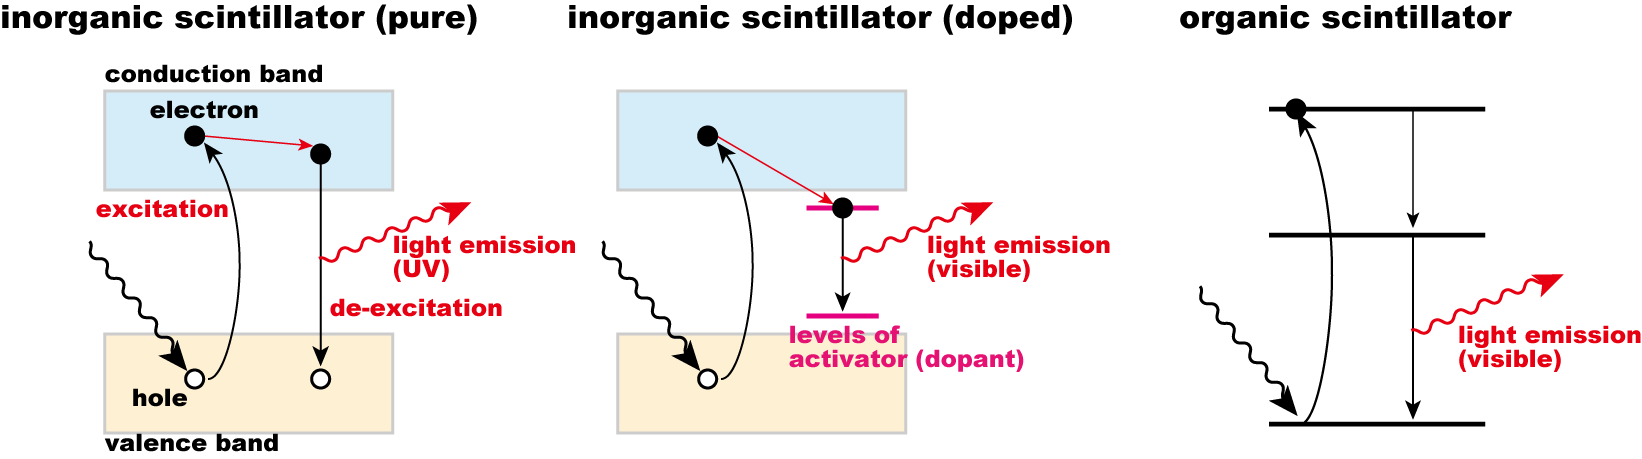 inorganic scintillator (pure)
conduction band
electron
excitation
light emission
(UV)
de-excitation
hole
valence band
inorganic scintillator (doped)
light emission
(visible)
levels of
activator (dopant)
organic scintillator
light emission
(visible)